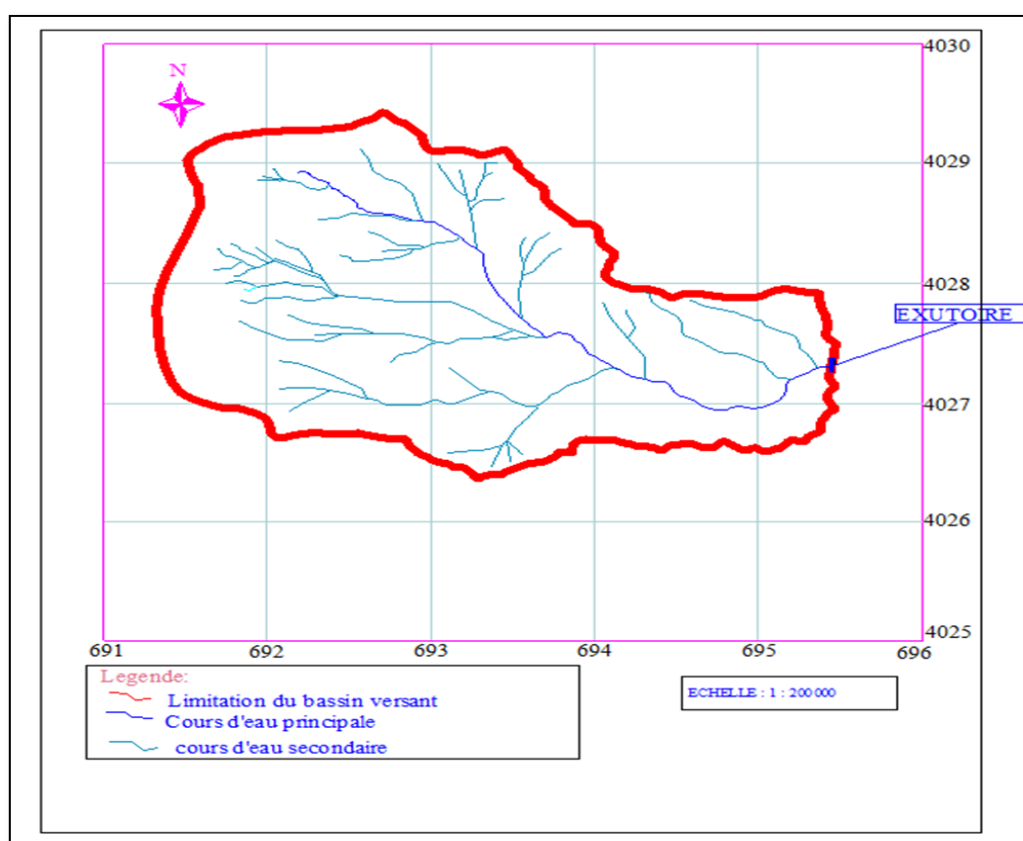 N
4030
4029
4028
EXUTOIRE
4027
4026
4025
691 692 693 694 695 696
Legende:
Limitation du bassin versant
Cours d'eau principale
cours d'eau secondaire
ECHELLE : 1 : 200 000